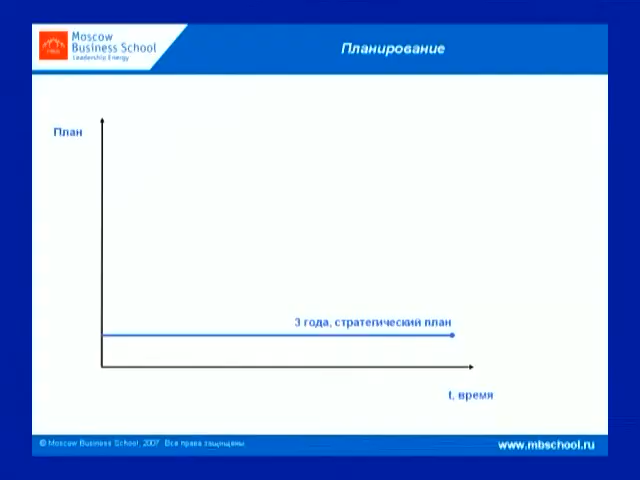 Moscow
Business School
Leadership Energy
Планирование
План
3 года, стратегический план
t, время
© Moscow Business School, 2007 Все права защищены
www.mbschool.ru